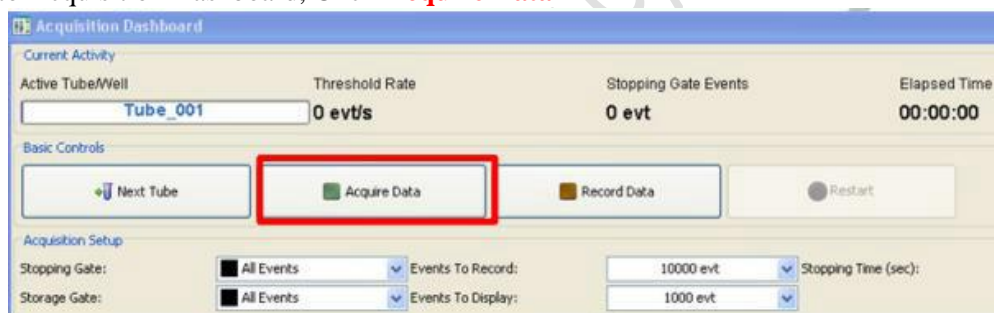 Acquisition Dashboard
Current Activity
Active Tube/Well Threshold Rate Stopping Gate Events Elapsed Time
Tube_001 0 evt/s 0 evt 00:00:00
Basic Controls
Next Tube Acquire Data Record Data Restart
Acquisition Setup
Stopping Gate: All Events Events To Record: 10000 evt Stopping Time (sec):
Storage Gate: All Events Events To Display: 1000 evt